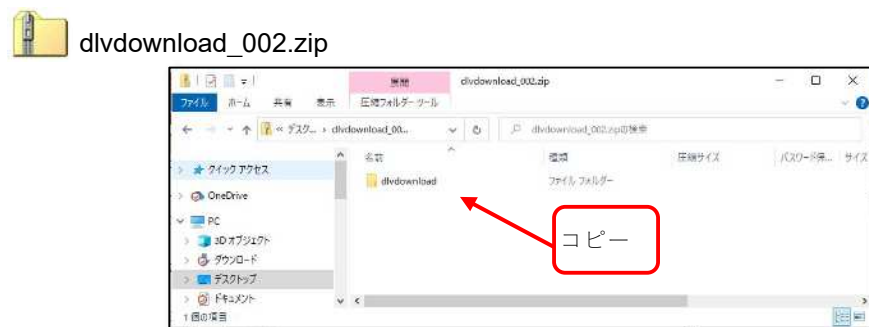 dlvdownload_002.zip
展開 dlvdownload_002.zip
ファイル ホーム 共有 表示 圧縮フォルダー ツール
« デスク... › dlvdownload_00... dlvdownload_002.zipの検索
名前 種類 圧縮サイズ パスワード保... サイズ
クイック アクセス
dlvdownload ファイル フォルダー
OneDrive
PC
コピー
3D オブジェクト
ダウンロード
デスクトップ
ドキュメント
1 個の項目